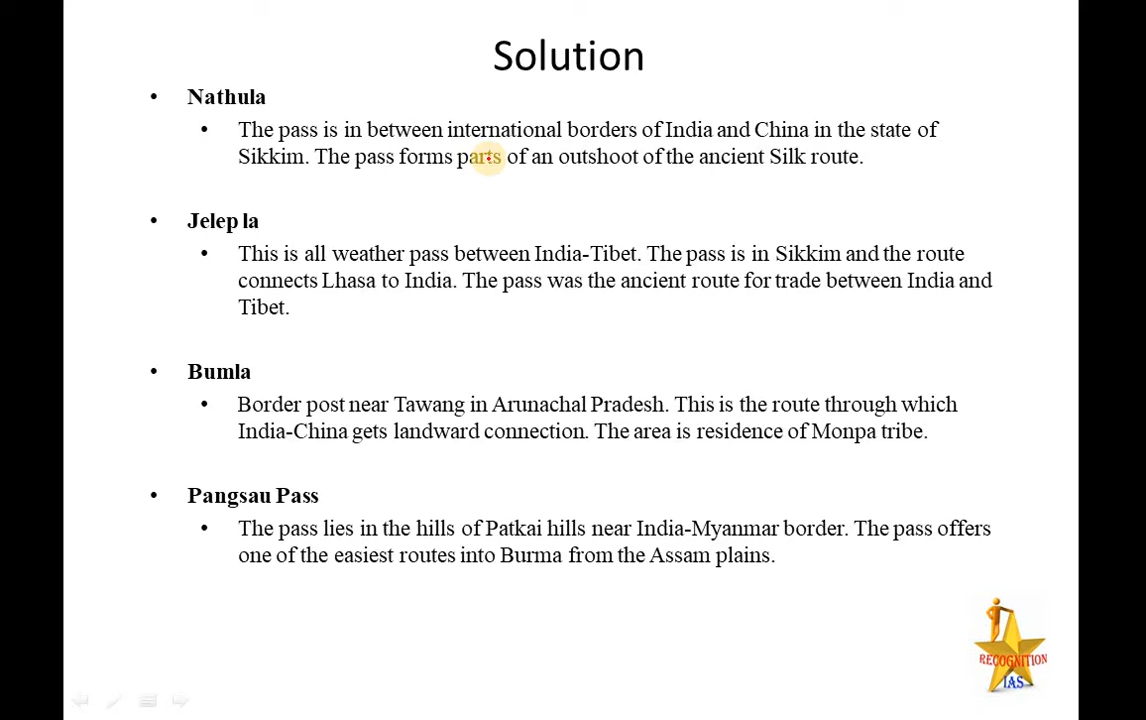 Solution
• Nathula
• The pass is in between international borders of India and China in the state of
Sikkim. The pass forms parts of an outshoot of the ancient Silk route.
• Jelep la
• This is all weather pass between India-Tibet. The pass is in Sikkim and the route
connects Lhasa to India. The pass was the ancient route for trade between India and
Tibet.
• Bumla
• Border post near Tawang in Arunachal Pradesh. This is the route through which
India-China gets landward connection. The area is residence of Monpa tribe.
• Pangsau Pass
• The pass lies in the hills of Patkai hills near India-Myanmar border. The pass offers
one of the easiest routes into Burma from the Assam plains.
RECOGNITION
IAS